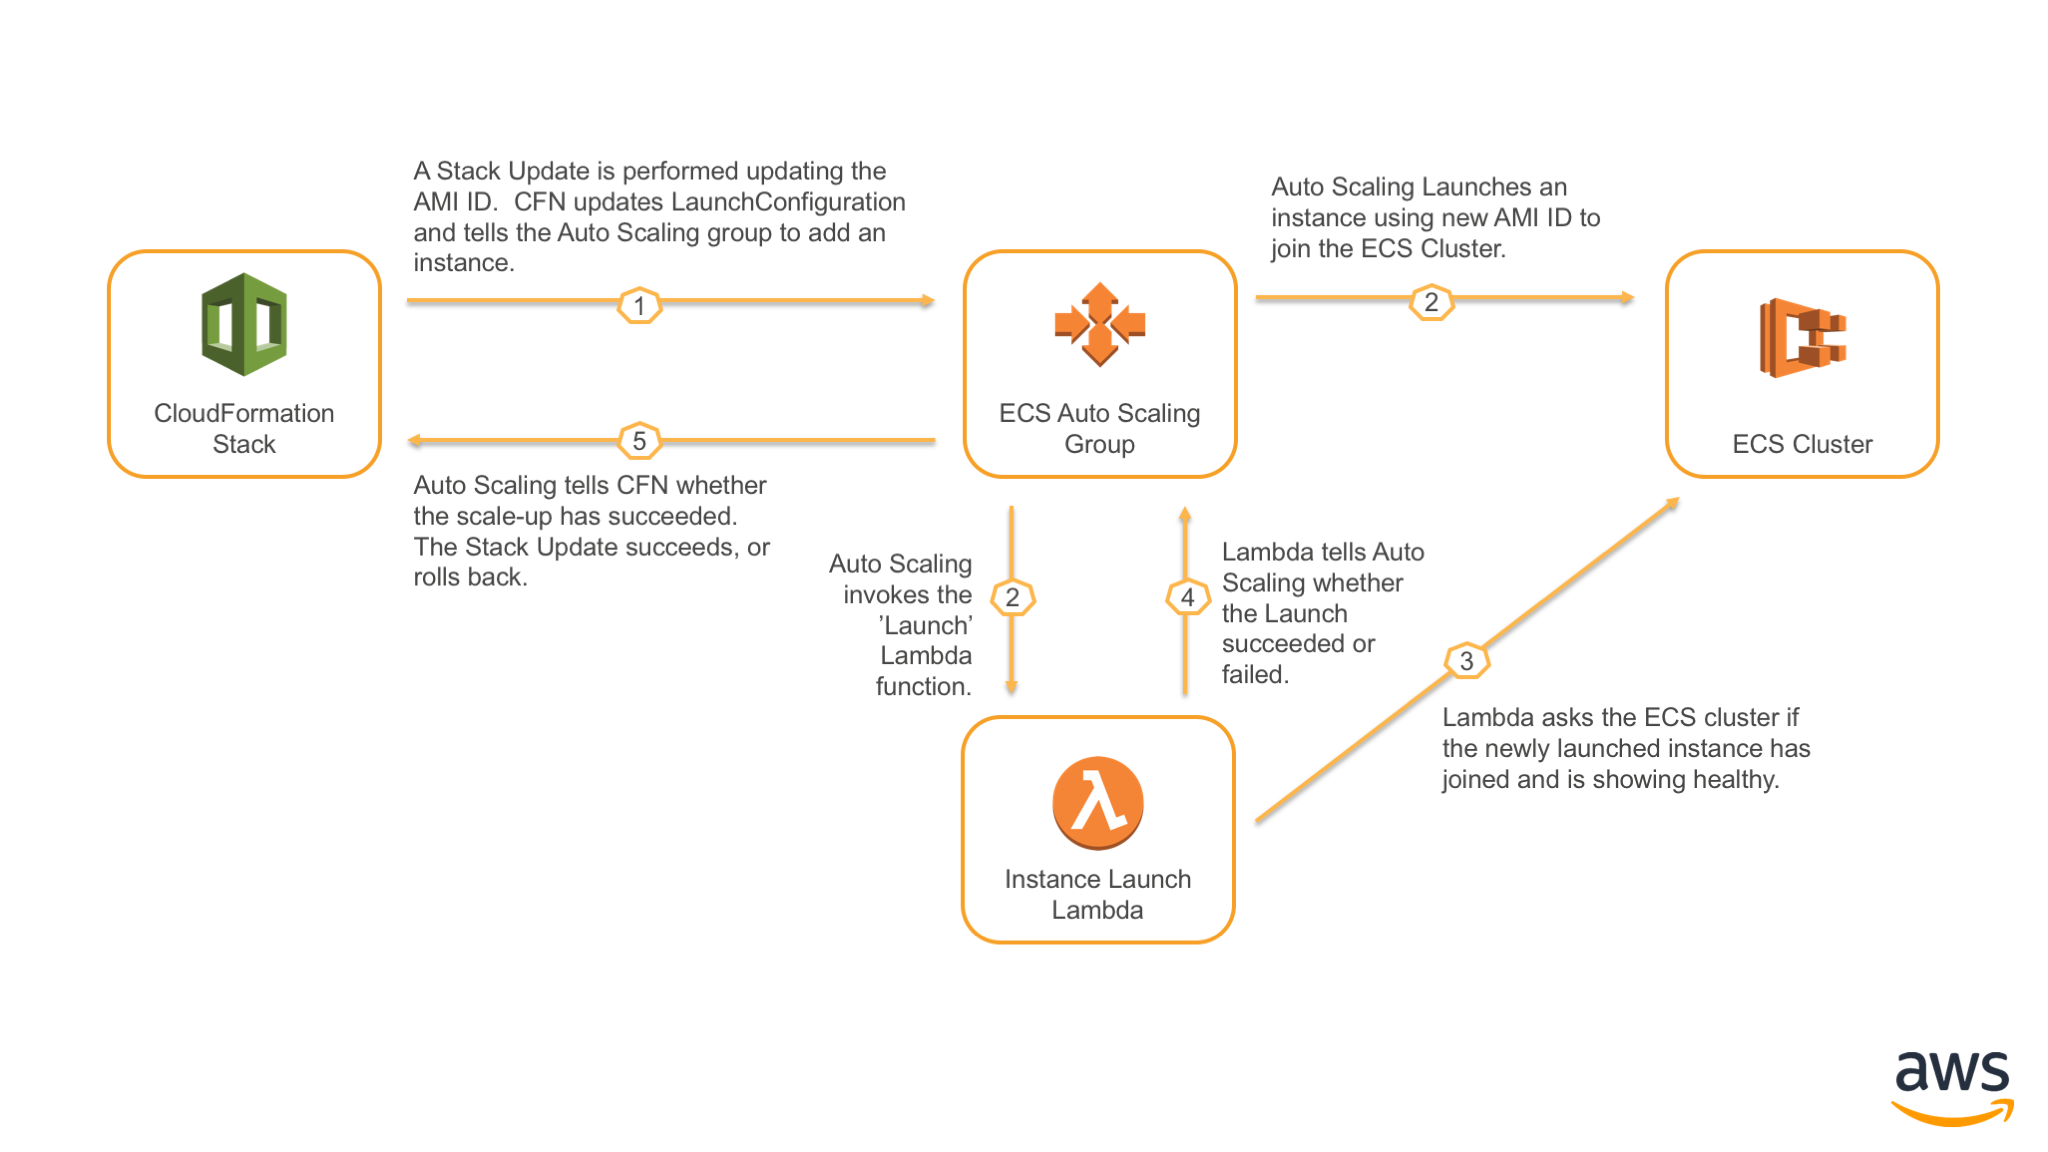 A Stack Update is performed updating the
AMI ID.  CFN updates LaunchConfiguration
and tells the Auto Scaling group to add an
instance.
1
Auto Scaling Launches an
instance using new AMI ID to
join the ECS Cluster.
2
CloudFormation
Stack
ECS Auto Scaling
Group
ECS Cluster
5
Auto Scaling tells CFN whether
the scale-up has succeeded.
The Stack Update succeeds, or
rolls back.
Auto Scaling
invokes the
’Launch’
Lambda
function.
2
4
Lambda tells Auto
Scaling whether
the Launch
succeeded or
failed.
3
Lambda asks the ECS cluster if
the newly launched instance has
joined and is showing healthy.
Instance Launch
Lambda
aws